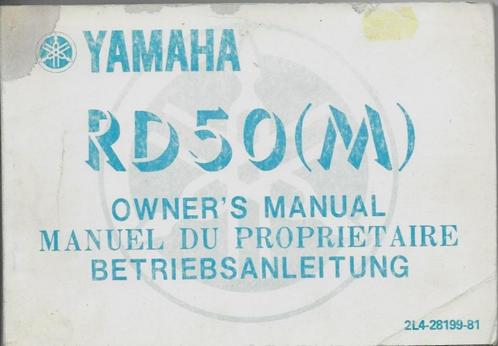 YAMAHA
RD50(M)
OWNER'S MANUAL
MANUEL DU PROPRIETAIRE
BETRIEBSANLEITUNG
2L4-28199-81